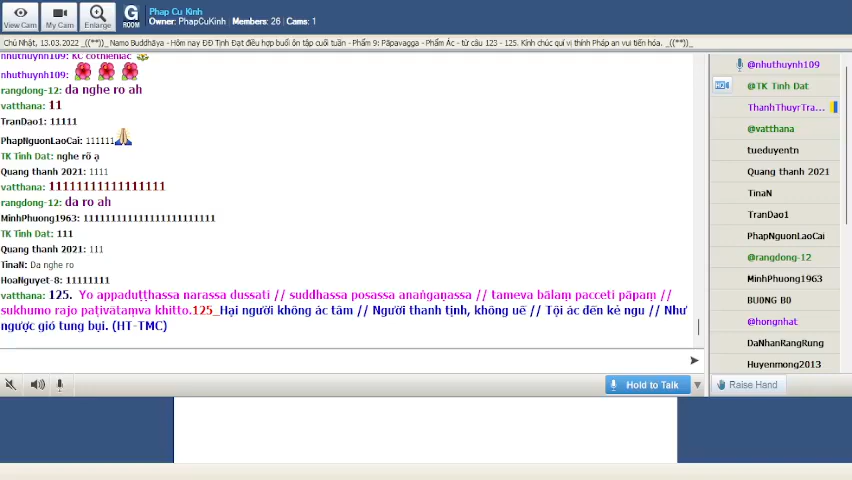 View Cam
My Cam
Enlarge
G
ROOM
Phap Cu Kinh
Owner: PhapCuKinh  Members: 26 | Cams: 1
Chủ Nhật, 13.03.2022 _((**)_ Namo Buddhāya - Hôm nay ĐĐ Tịnh Đạt điều hợp buổi ôn tập cuối tuần - Phẩm 9: Pāpavagga - Phẩm Ác - từ câu 123 - 125. Kính chúc quí vị thính Pháp an vui tiến hóa. _((**)_
nhuthuynh109: KC cothieniac
nhuthuynh109:
rangdong-12: da nghe ro ah
vatthana: 11
TranDao1: 11111
PhapNguonLaoCai: 111111
TK Tinh Dat: nghe rõ ạ
Quang thanh 2021: 1111
vatthana: 11111111111111111
rangdong-12: da ro ah
MinhPhuong1963: 111111111111111111111111
TK Tinh Dat: 111
Quang thanh 2021: 111
TinaN: Da nghe ro
HoaNguyet-8: 11111111
vatthana: 125. Yo appaduṭṭhassa narassa dussati // suddhassa posassa anaṅgaṇassa // tameva bālaṃ pacceti pāpaṃ //
sukhumo rajo paṭivātaṃva khitto.125_Hại người không ác tâm // Người thanh tịnh, không uế // Tội ác đến kẻ ngu // Như
ngược gió tung bụi. (HT-TMC)
Hold to Talk
@nhuthuynh109
HD
@TK Tinh Dat
ThanhThuyrTra...
@vatthana
tueduyentn
Quang thanh 2021
TinaN
TranDao1
PhapNguonLaoCai
@rangdong-12
MinhPhuong1963
BUONG BO
@hongnhat
DaNhanRangRung
Huyenmong2013
Raise Hand